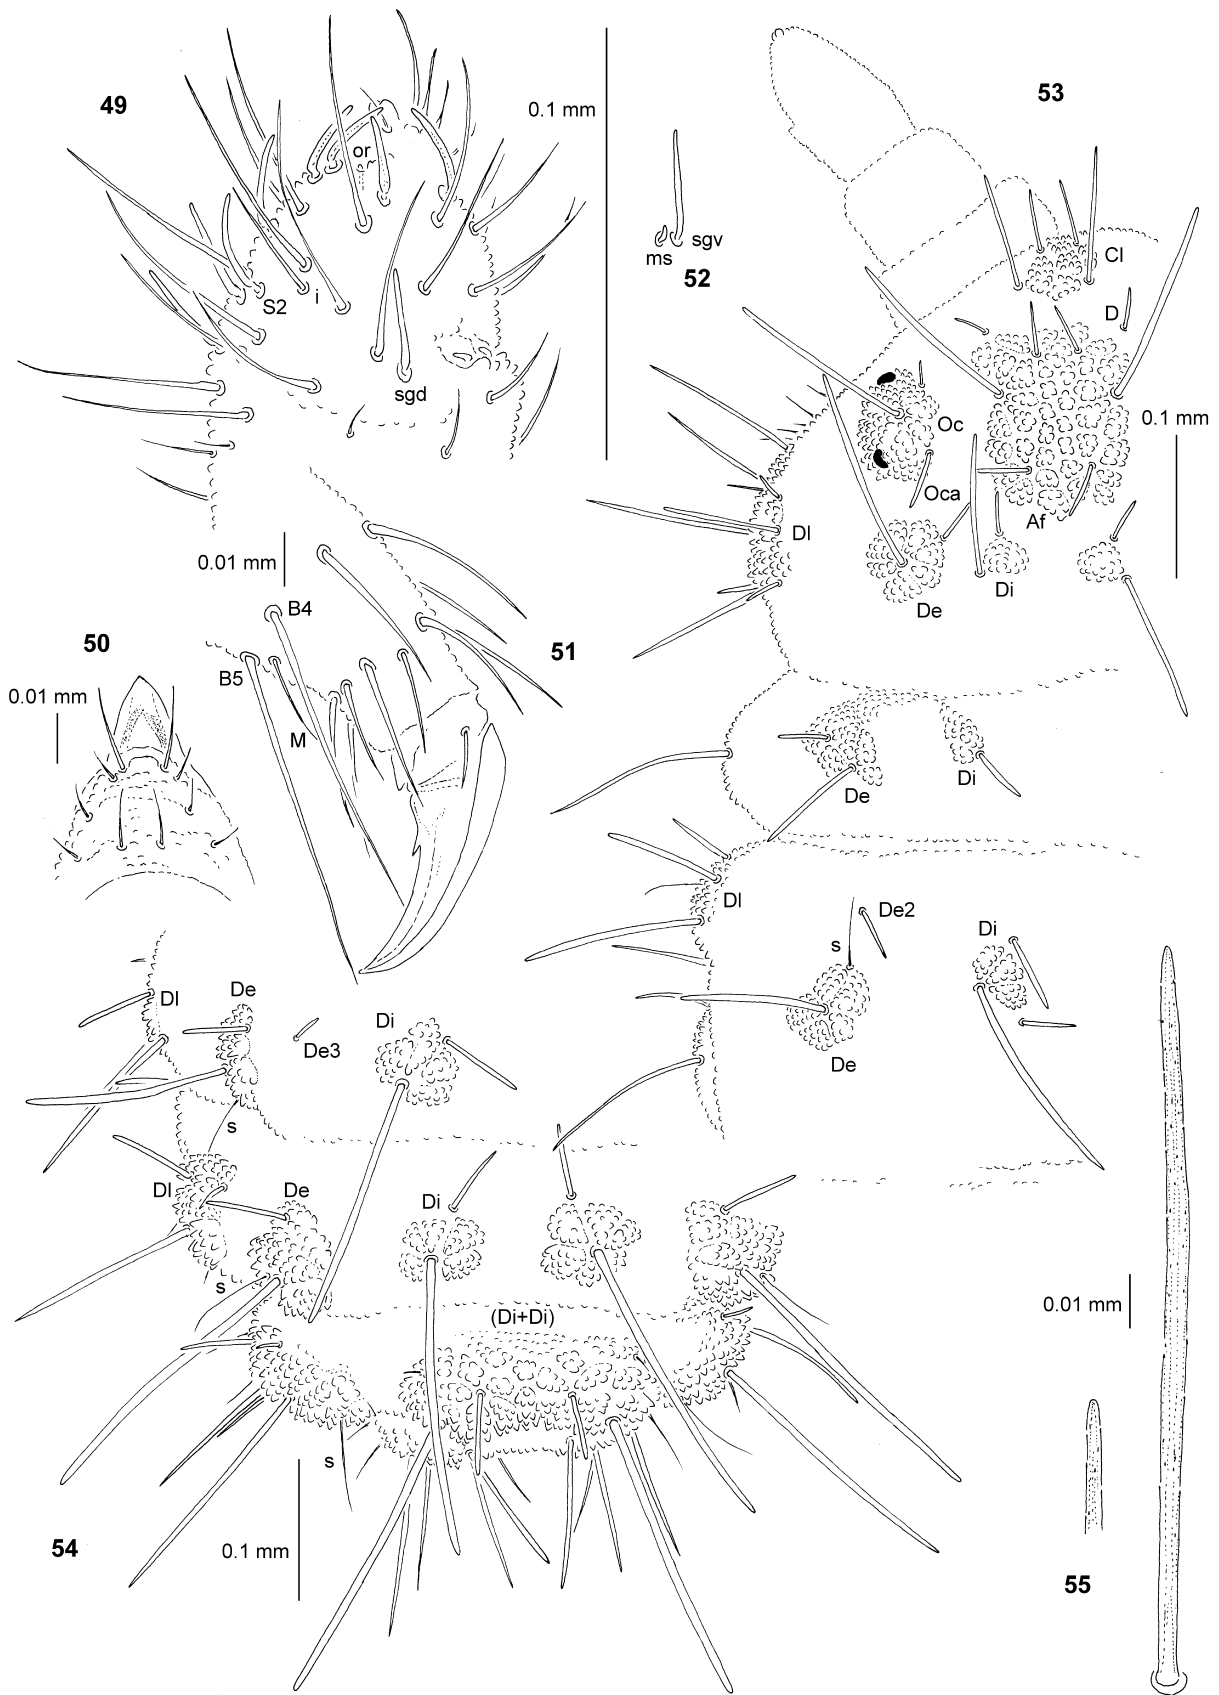 49
0.1 mm
or
S2
i
sgd
53
Cl
D
sgv
ms
52
0.1 mm
Oc
Oca
Af
Dl
Di
De
0.01 mm
B4
50
51
B5
0.01 mm
M
De
Di
Dl
De2
Di
s
De
Dl
De
Di
De3
s
Dl
De
Di
s
(Di+Di)
0.01 mm
s
54
0.1 mm
55